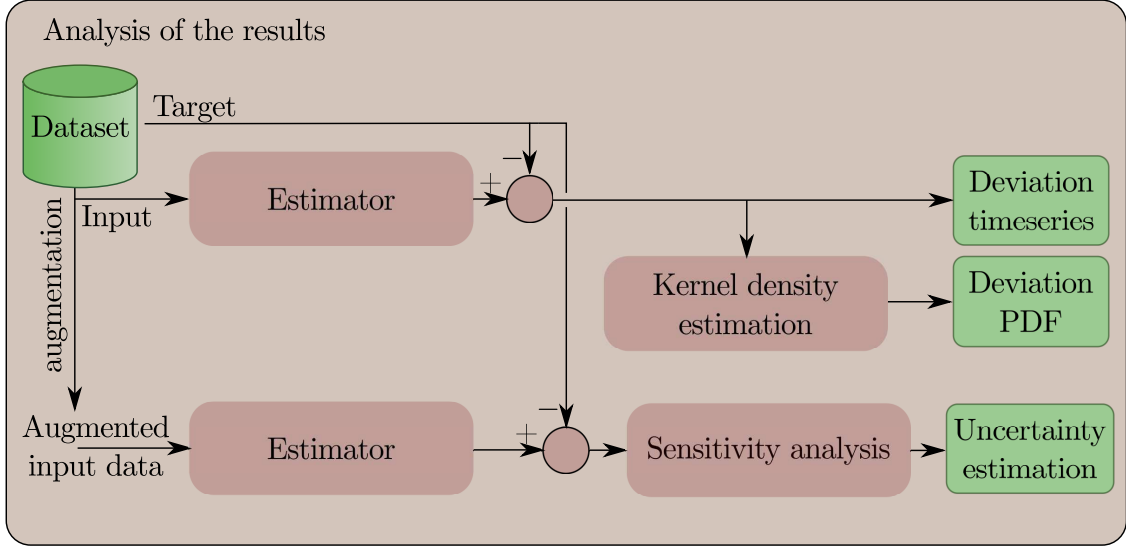 Analysis of the results
Target
Dataset
−
+
Estimator
Deviation
timeseries
Input
augmentation
Kernel density
estimation
Deviation
PDF
−
+
Augmented
input data
Estimator
Sensitivity analysis
Uncertainty
estimation